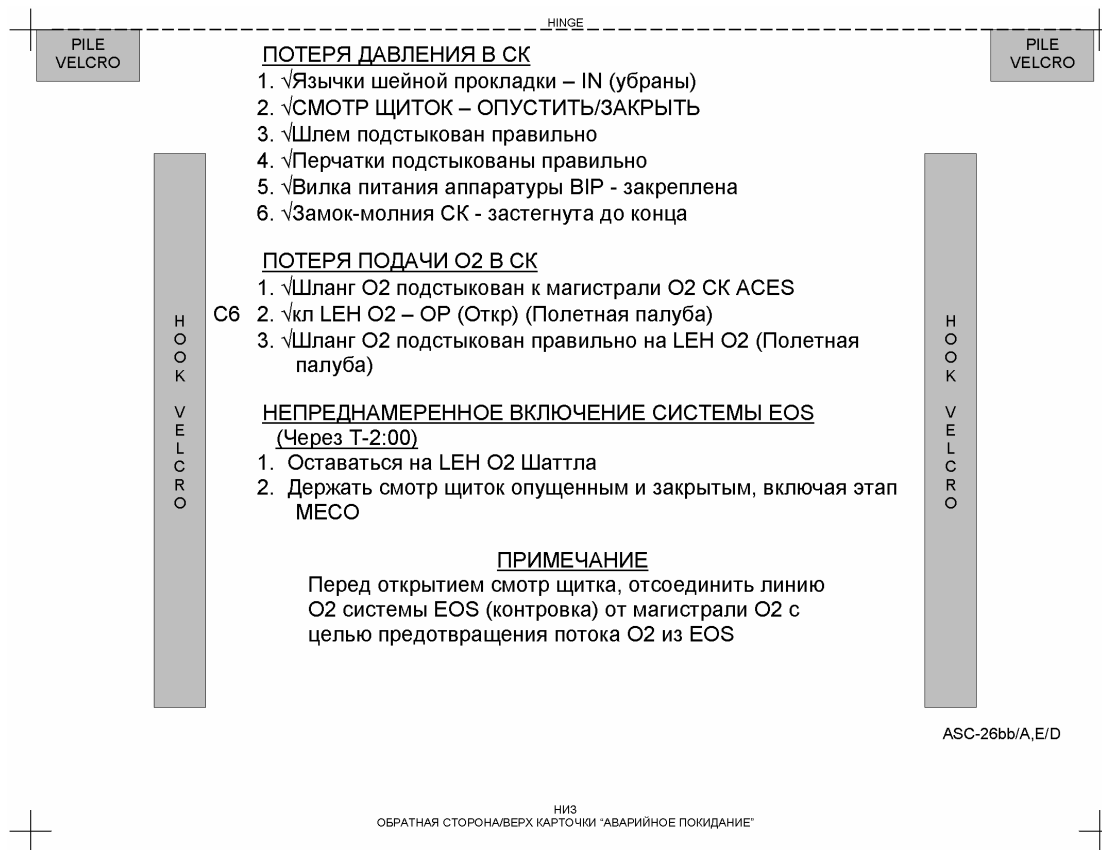 HINGE
PILE
VELCRO
PILE
VELCRO
ПОТЕРЯ ДАВЛЕНИЯ В СК
1. √Язычки шейной прокладки – IN (убраны)
2. √СМОТР ЩИТОК – ОПУСТИТЬ/ЗАКРЫТЬ
3. √Шлем подстыкован правильно
4. √Перчатки подстыкованы правильно
5. √Вилка питания аппаратуры BIP - закреплена
6. √Замок-молния СК - застегнута до конца
ПОТЕРЯ ПОДАЧИ О2 В СК
1. √Шланг О2 подстыкован к магистрали О2 СК ACES
C6 2. √кл LEH O2 – OP (Откр) (Полетная палуба)
3. √Шланг О2 подстыкован правильно на LEH O2 (Полетная
палуба)
НЕПРЕДНАМЕРЕННОЕ ВКЛЮЧЕНИЕ СИСТЕМЫ EOS
(Через Т-2:00)
1. Оставаться на LEH O2 Шаттла
2. Держать смотр щиток опущенным и закрытым, включая этап
MECO
ПРИМЕЧАНИЕ
Перед открытием смотр щитка, отсоединить линию
О2 системы EOS (контровка) от магистрали О2 с
целью предотвращения потока О2 из EOS
H
O
O
K
V
E
L
C
R
O
H
O
O
K
V
E
L
C
R
O
ASC-26bb/A,E/D
НИЗ
ОБРАТНАЯ СТОРОНА/ВЕРХ КАРТОЧКИ “АВАРИЙНОЕ ПОКИДАНИЕ”